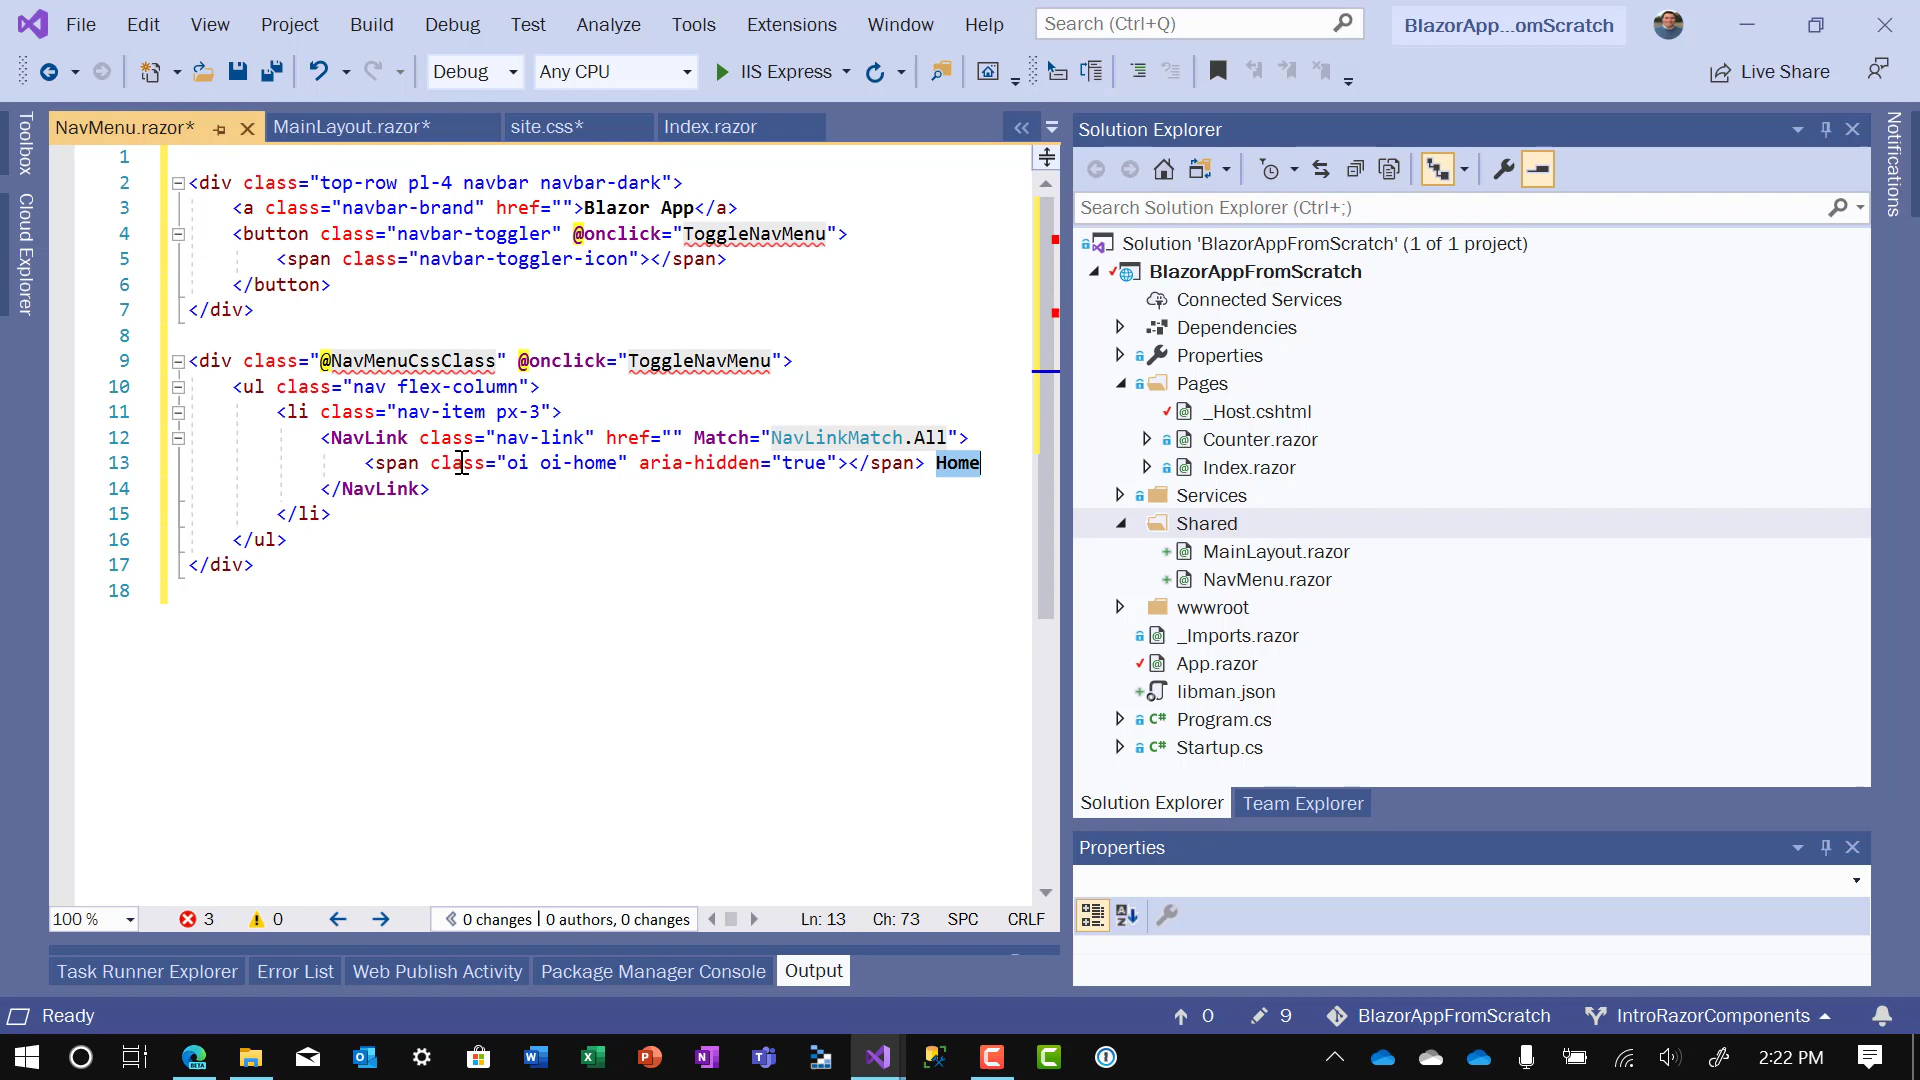 File Edit View Project Build Debug Test Analyze Tools Extensions Window Help Search (Ctrl+Q) BlazorApp...omScratch
Debug Any CPU IIS Express Live Share
Toolbox
Cloud Explorer
NavMenu.razor* MainLayout.razor* site.css* Index.razor
1
2 <div class="top-row pl-4 navbar navbar-dark">
3 <a class="navbar-brand" href="">Blazor App</a>
4 <button class="navbar-toggler" @onclick="ToggleNavMenu">
5 <span class="navbar-toggler-icon"></span>
6 </button>
7 </div>
8
9 <div class="@NavMenuCssClass" @onclick="ToggleNavMenu">
10 <ul class="nav flex-column">
11 <li class="nav-item px-3">
12 <NavLink class="nav-link" href="" Match="NavLinkMatch.All">
13 <span class="oi oi-home" aria-hidden="true"></span> Home
14 </NavLink>
15 </li>
16 </ul>
17 </div>
18
100 % 3 0 0 changes | 0 authors, 0 changes Ln: 13 Ch: 73 SPC CRLF
Task Runner Explorer Error List Web Publish Activity Package Manager Console Output
Solution Explorer
Search Solution Explorer (Ctrl+;)
Solution 'BlazorAppFromScratch' (1 of 1 project)
BlazorAppFromScratch
Connected Services
Dependencies
Properties
Pages
_Host.cshtml
Counter.razor
Index.razor
Services
Shared
MainLayout.razor
NavMenu.razor
wwwroot
_Imports.razor
App.razor
libman.json
C# Program.cs
C# Startup.cs
Solution Explorer Team Explorer
Properties
Notifications
Ready 0 9 BlazorAppFromScratch IntroRazorComponents
2:22 PM